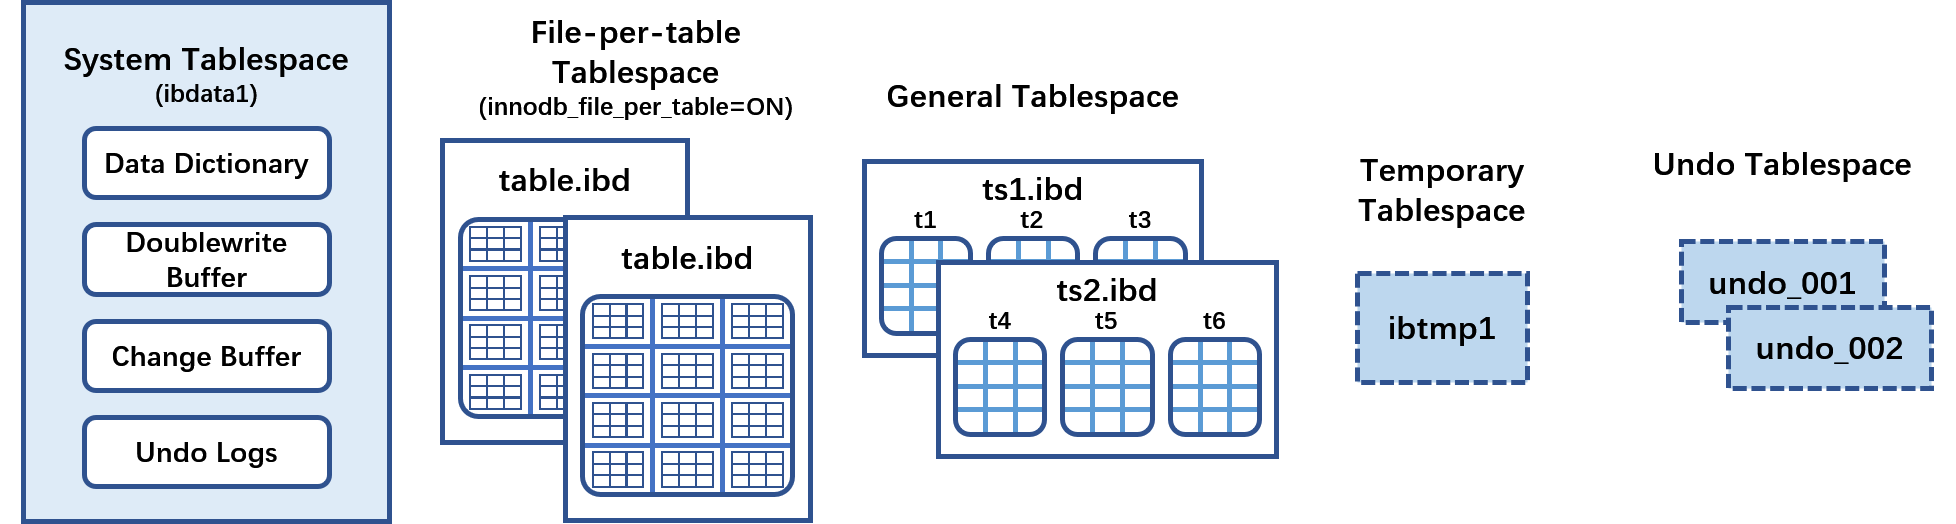 System Tablespace
(ibdata1)
Data Dictionary
Doublewrite
Buffer
Change Buffer
Undo Logs
File-per-table
Tablespace
(innodb_file_per_table=ON)
table.ibd
table.ibd
General Tablespace
ts1.ibd
t1 t2 t3
ts2.ibd
t4 t5 t6
Temporary
Tablespace
ibtmp1
Undo Tablespace
undo_001
undo_002